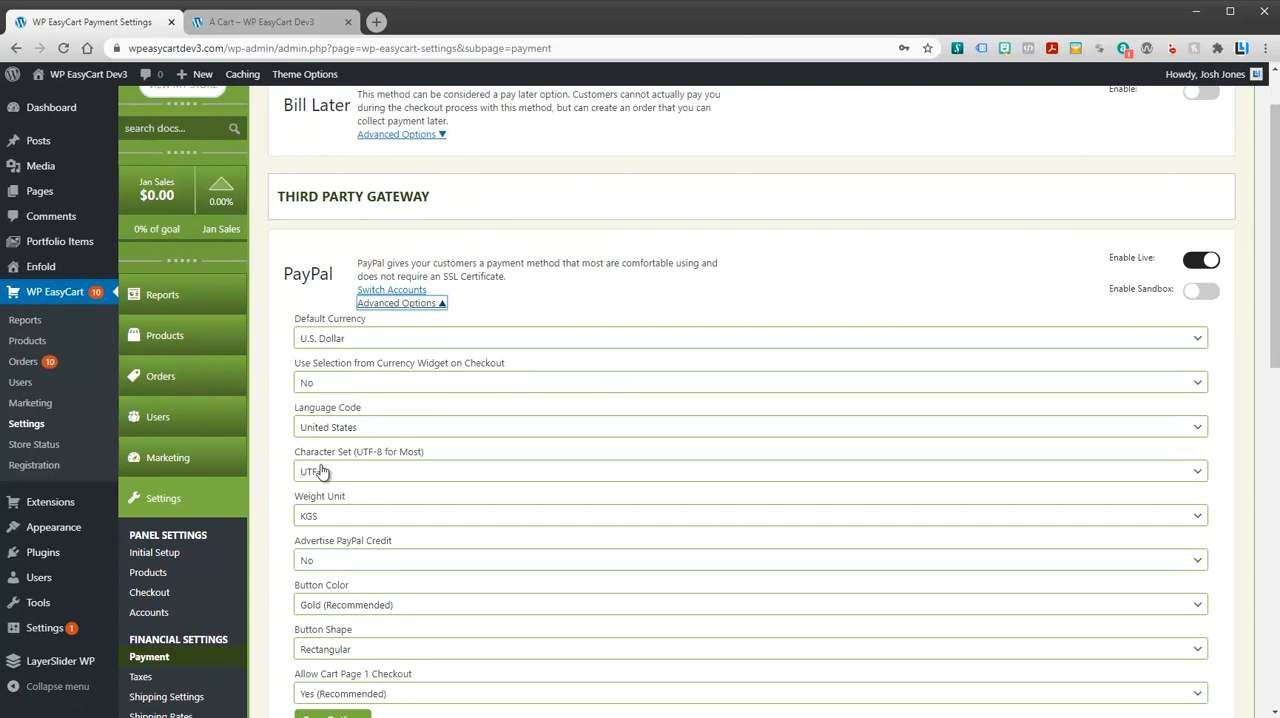 WP EasyCart Payment Settings
A Cart – WP EasyCart Dev3
wpeasycartdev3.com/wp-admin/admin.php?page=wp-easycart-settings&subpage=payment
WP EasyCart Dev3
0
New
Caching
Theme Options
Howdy, Josh Jones
Dashboard
Posts
Media
Pages
Comments
Portfolio Items
Enfold
WP EasyCart 10
Reports
Products
Orders 10
Users
Marketing
Settings
Store Status
Registration
Extensions
Appearance
Plugins
Users
Tools
Settings 1
LayerSlider WP
Collapse menu
VIEW MY STORE
search docs...
Jan Sales
$0.00
0.00%
0% of goal
Jan Sales
Reports
Products
Orders
Users
Marketing
Settings
PANEL SETTINGS
Initial Setup
Products
Checkout
Accounts
FINANCIAL SETTINGS
Payment
Taxes
Shipping Settings
Shipping Rates
Bill Later
This method can be considered a pay later option. Customers cannot actually pay you
during the checkout process with this method, but can create an order that you can
collect payment later.
Advanced Options ▼
Enable:
THIRD PARTY GATEWAY
PayPal
PayPal gives your customers a payment method that most are comfortable using and
does not require an SSL Certificate.
Switch Accounts
Advanced Options ▲
Enable Live:
Enable Sandbox:
Default Currency
U.S. Dollar
Use Selection from Currency Widget on Checkout
No
Language Code
United States
Character Set (UTF-8 for Most)
Weight Unit
KGS
Advertise PayPal Credit
No
Button Color
Gold (Recommended)
Button Shape
Rectangular
Allow Cart Page 1 Checkout
Yes (Recommended)